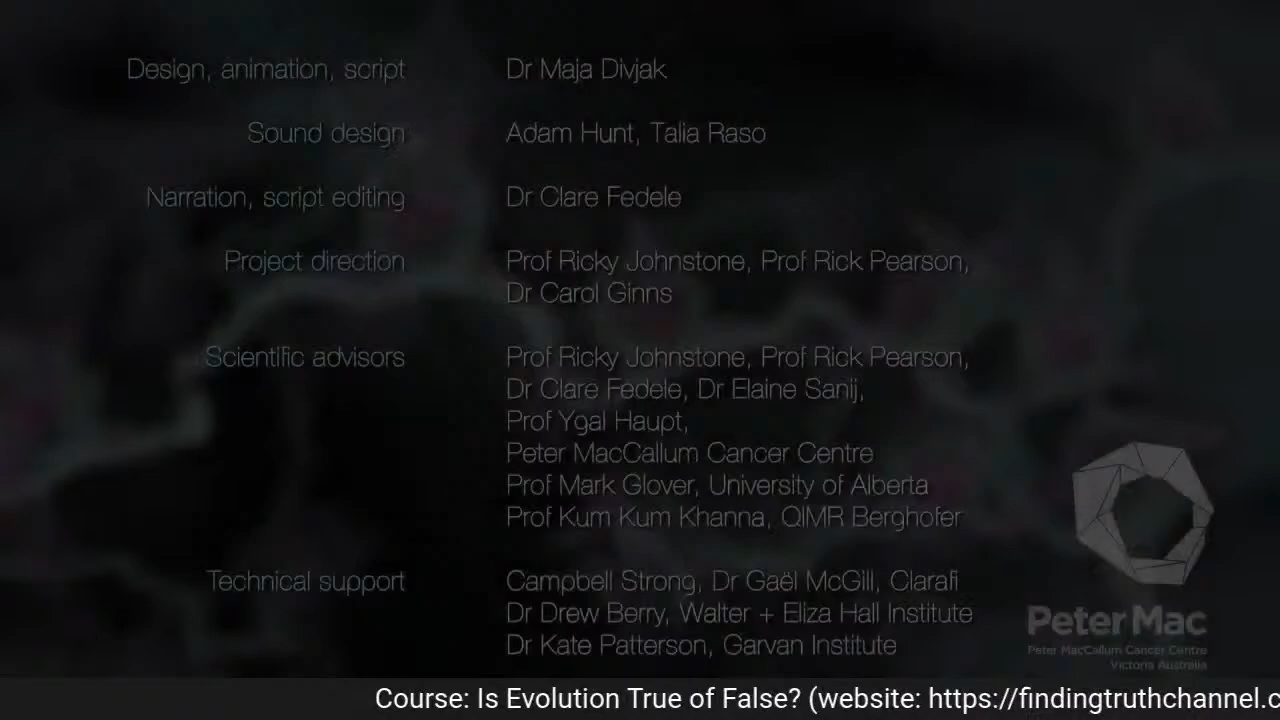 Design, animation, script Dr Maja Divjak
Sound design Adam Hunt, Talia Raso
Narration, script editing Dr Clare Fedele
Project direction Prof Ricky Johnstone, Prof Rick Pearson,
Dr Carol Ginns
Scientific advisors Prof Ricky Johnstone, Prof Rick Pearson,
Dr Clare Fedele, Dr Elaine Sanij,
Prof Ygal Haupt,
Peter MacCallum Cancer Centre
Prof Mark Glover, University of Alberta
Prof Kum Kum Khanna, QIMR Berghofer
Technical support Campbell Strong, Dr Gaël McGill, Clarafi
Dr Drew Berry, Walter + Eliza Hall Institute
Dr Kate Patterson, Garvan Institute
Peter Mac
Peter MacCallum Cancer Centre
Victoria Australia
Course: Is Evolution True of False? (website: https://findingtruthchannel.c